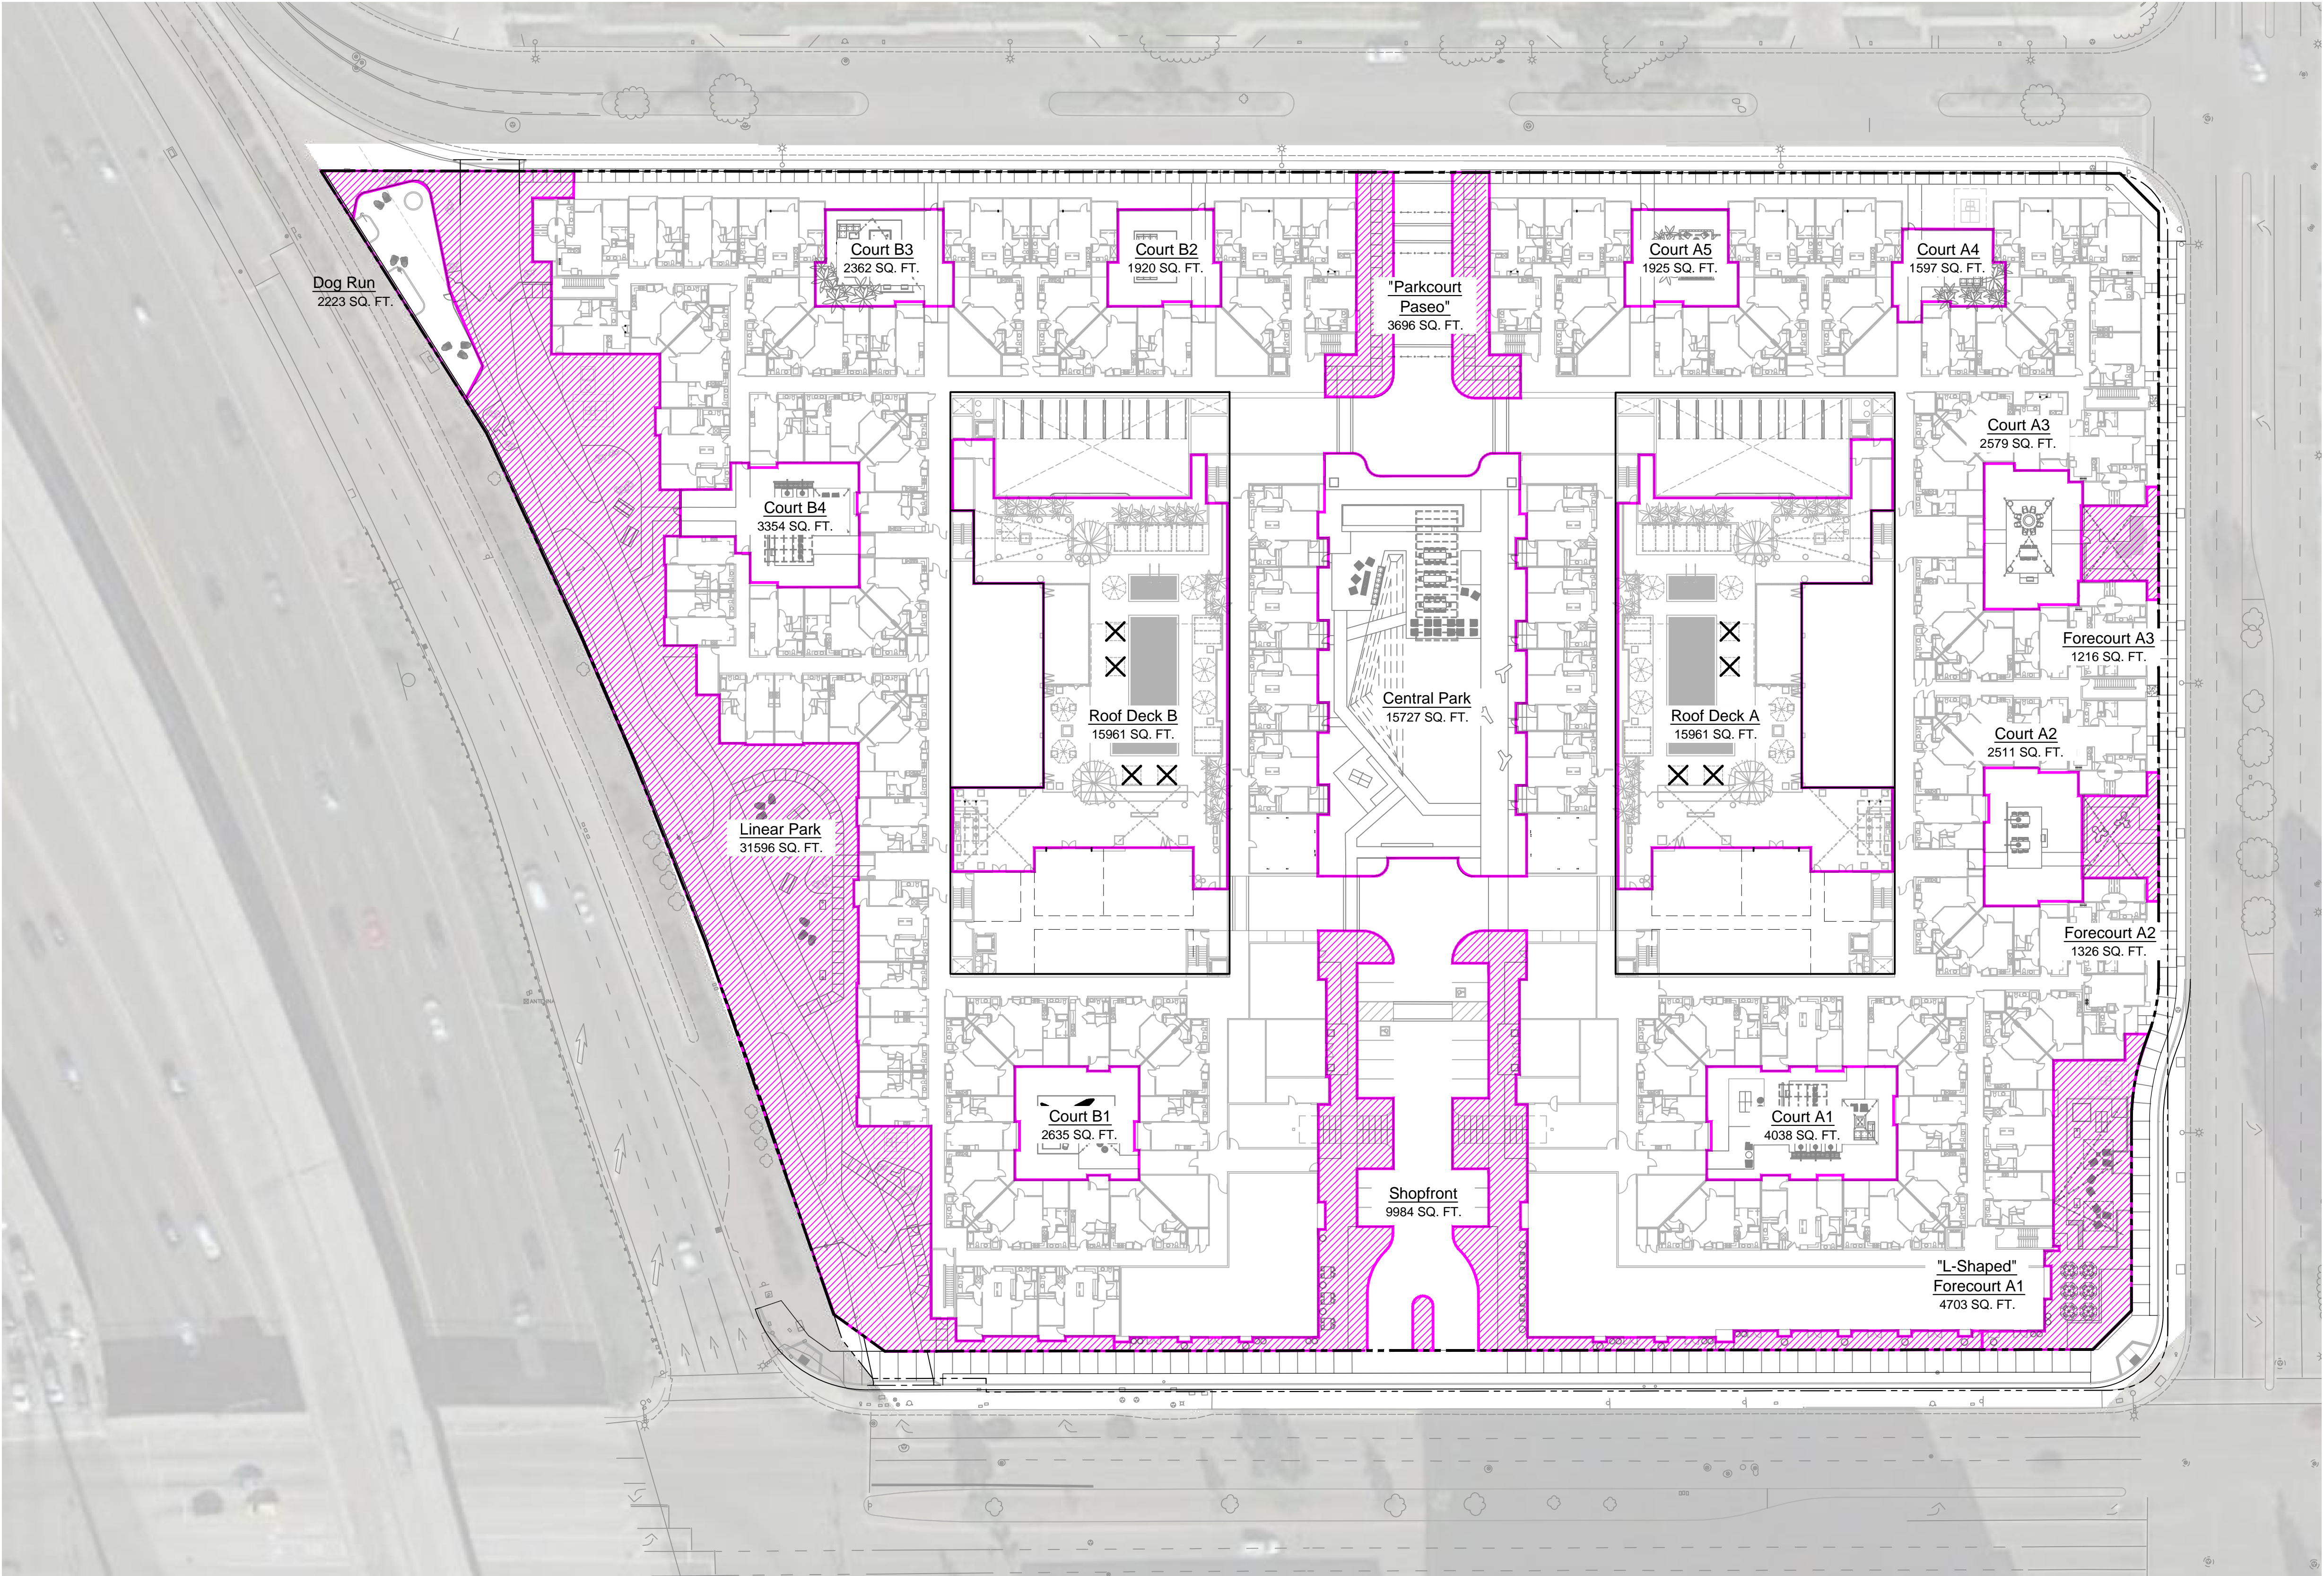 Dog Run
2223 SQ. FT.
Court B3
2362 SQ. FT.
Court B2
1920 SQ. FT.
"Parkcourt
Paseo"
3696 SQ. FT.
Court A5
1925 SQ. FT.
Court A4
1597 SQ. FT.
Court A3
2579 SQ. FT.
Court B4
3354 SQ. FT.
Forecourt A3
1216 SQ. FT.
Central Park
15727 SQ. FT.
Roof Deck B
15961 SQ. FT.
Roof Deck A
15961 SQ. FT.
Court A2
2511 SQ. FT.
Linear Park
31596 SQ. FT.
Forecourt A2
1326 SQ. FT.
Court B1
2635 SQ. FT.
Court A1
4038 SQ. FT.
Shopfront
9984 SQ. FT.
"L-Shaped"
Forecourt A1
4703 SQ. FT.